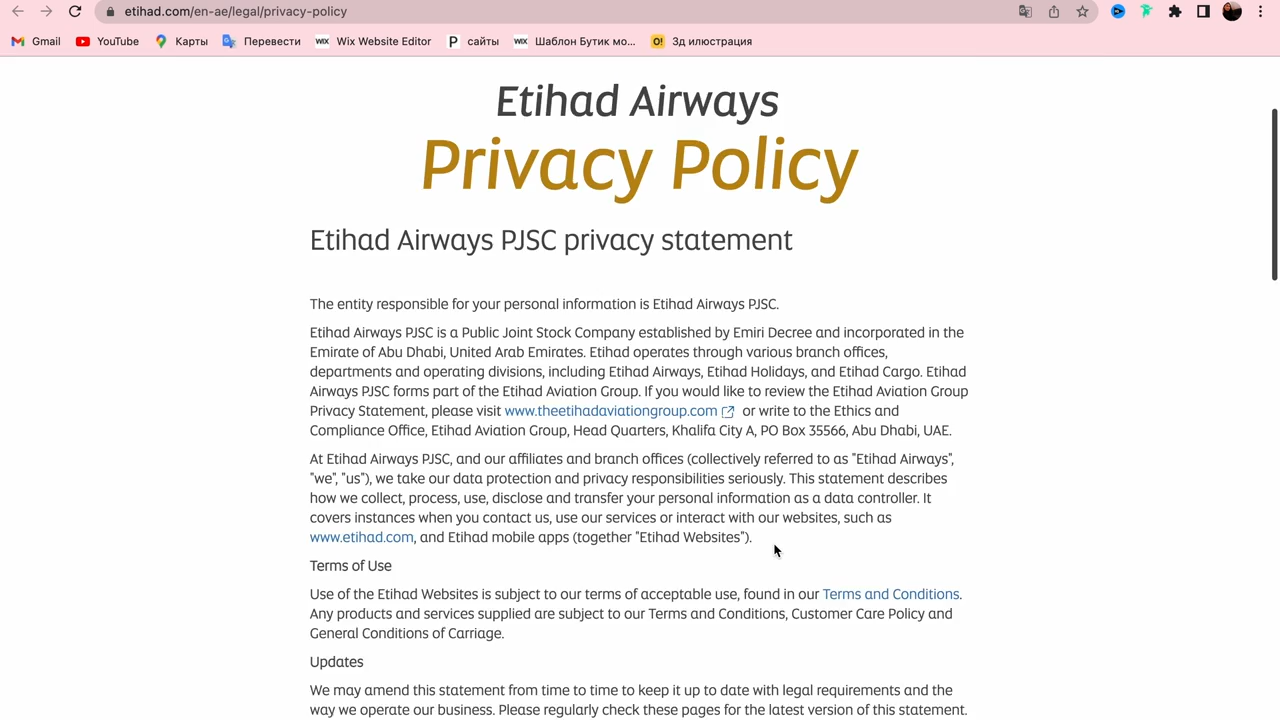 etihad.com/en-ae/legal/privacy-policy
Gmail YouTube Карты Перевести WIX Wix Website Editor P сайты WIX Шаблон Бутик мо... O! 3д илюстрация
Etihad Airways
Privacy Policy
Etihad Airways PJSC privacy statement
The entity responsible for your personal information is Etihad Airways PJSC.
Etihad Airways PJSC is a Public Joint Stock Company established by Emiri Decree and incorporated in the
Emirate of Abu Dhabi, United Arab Emirates. Etihad operates through various branch offices,
departments and operating divisions, including Etihad Airways, Etihad Holidays, and Etihad Cargo. Etihad
Airways PJSC forms part of the Etihad Aviation Group. If you would like to review the Etihad Aviation Group
Privacy Statement, please visit www.theetihadaviationgroup.com or write to the Ethics and
Compliance Office, Etihad Aviation Group, Head Quarters, Khalifa City A, PO Box 35566, Abu Dhabi, UAE.
At Etihad Airways PJSC, and our affiliates and branch offices (collectively referred to as "Etihad Airways",
"we", "us"), we take our data protection and privacy responsibilities seriously. This statement describes
how we collect, process, use, disclose and transfer your personal information as a data controller. It
covers instances when you contact us, use our services or interact with our websites, such as
www.etihad.com, and Etihad mobile apps (together "Etihad Websites").
Terms of Use
Use of the Etihad Websites is subject to our terms of acceptable use, found in our Terms and Conditions.
Any products and services supplied are subject to our Terms and Conditions, Customer Care Policy and
General Conditions of Carriage.
Updates
We may amend this statement from time to time to keep it up to date with legal requirements and the
way we operate our business. Please regularly check these pages for the latest version of this statement.